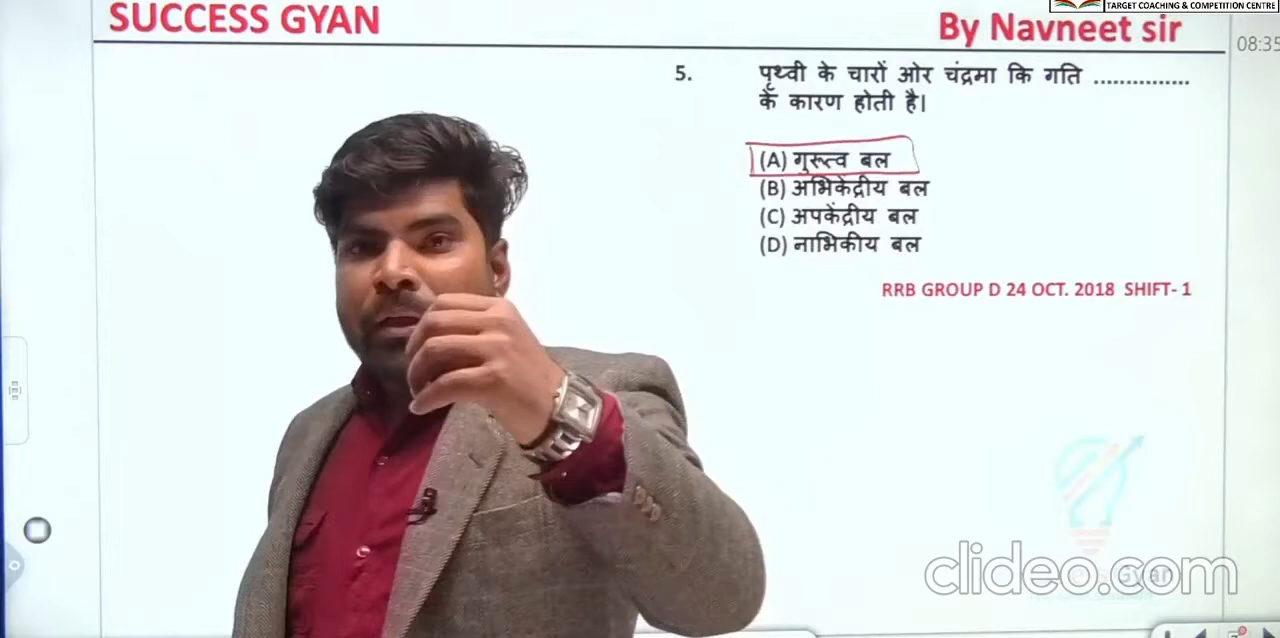 TARGET COACHING & COMPETITION CENTRE
SUCCESS GYAN
By Navneet sir
08:35
5. पृथ्वी के चारों ओर चंद्रमा कि गति ...............
के कारण होती है।
(A) गुरूत्व बल
(B) अभिकेंद्रीय बल
(C) अपकेंद्रीय बल
(D) नाभिकीय बल
RRB GROUP D 24 OCT. 2018 SHIFT- 1
clideo.com
Gyan